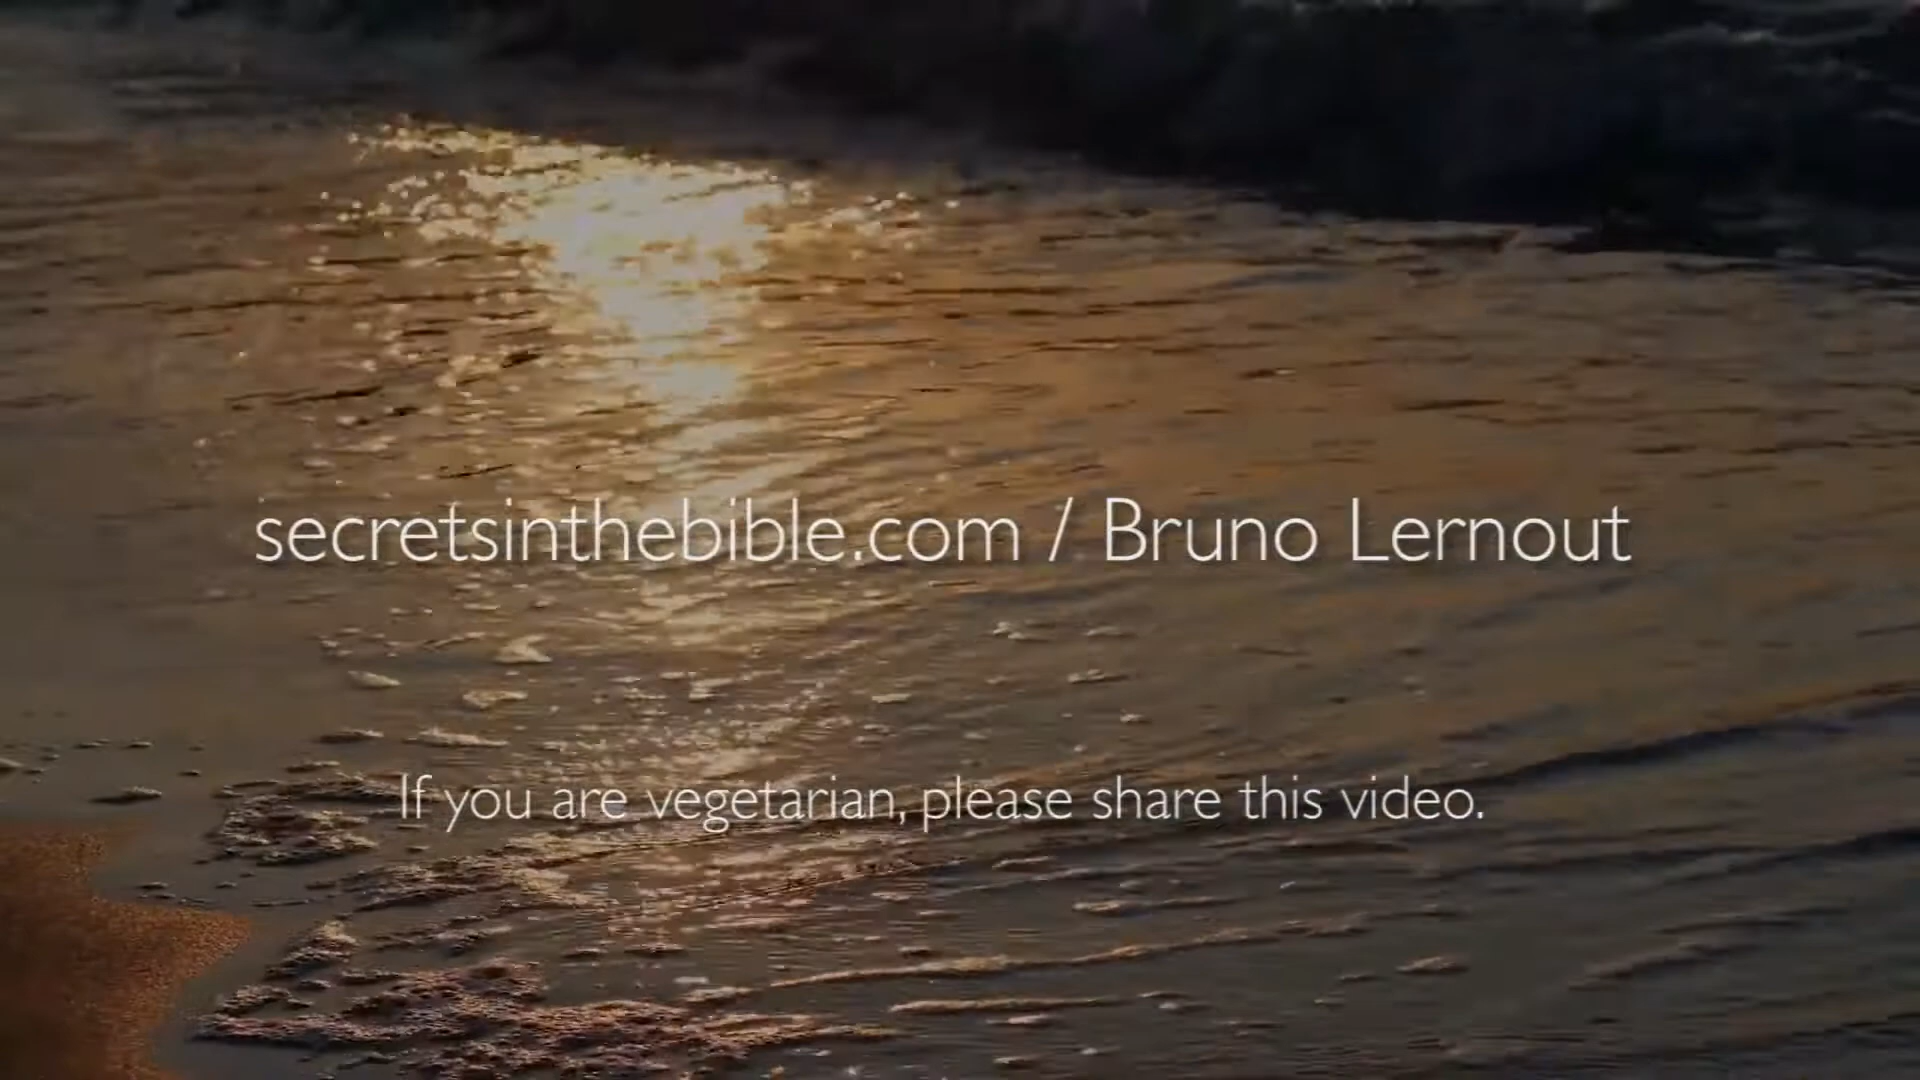 secretsinthebible.com / Bruno Lernout
If you are vegetarian, please share this video.